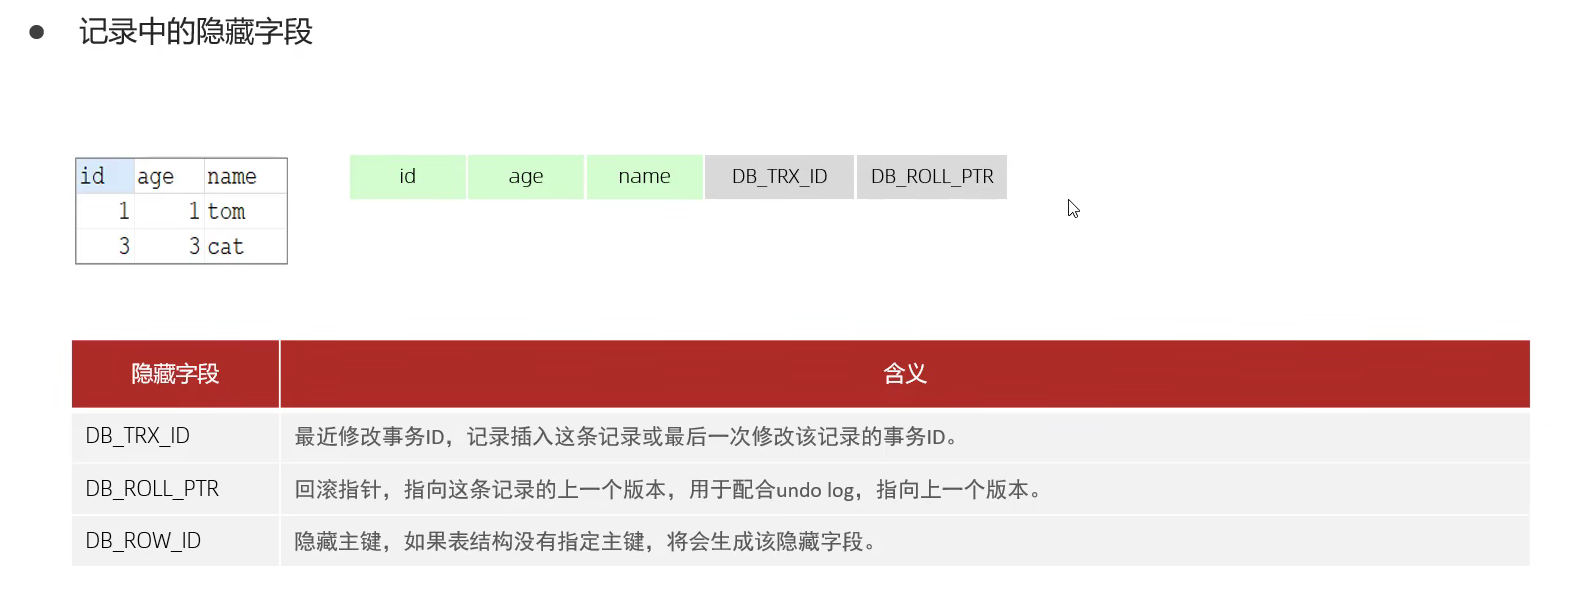 记录中的隐藏字段
id age name
1 1 tom
3 3 cat
id age name DB_TRX_ID DB_ROLL_PTR
隐藏字段 含义
DB_TRX_ID 最近修改事务ID，记录插入这条记录或最后一次修改该记录的事务ID。
DB_ROLL_PTR 回滚指针，指向这条记录的上一个版本，用于配合undo log，指向上一个版本。
DB_ROW_ID 隐藏主键，如果表结构没有指定主键，将会生成该隐藏字段。